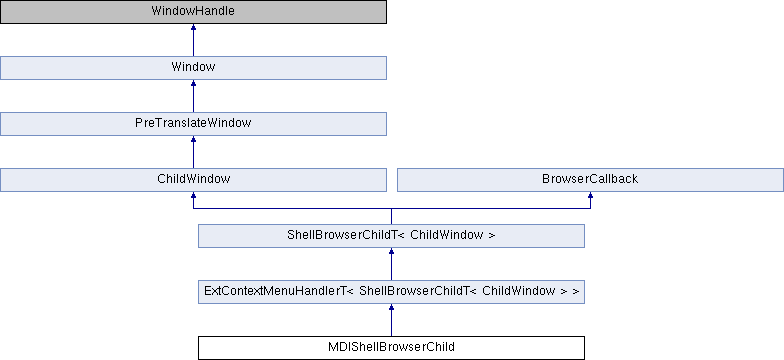 WindowHandle
Window
PreTranslateWindow
ChildWindow
BrowserCallback
ShellBrowserChildT< ChildWindow >
ExtContextMenuHandlerT< ShellBrowserChildT< ChildWindow > >
MDIShellBrowserChild